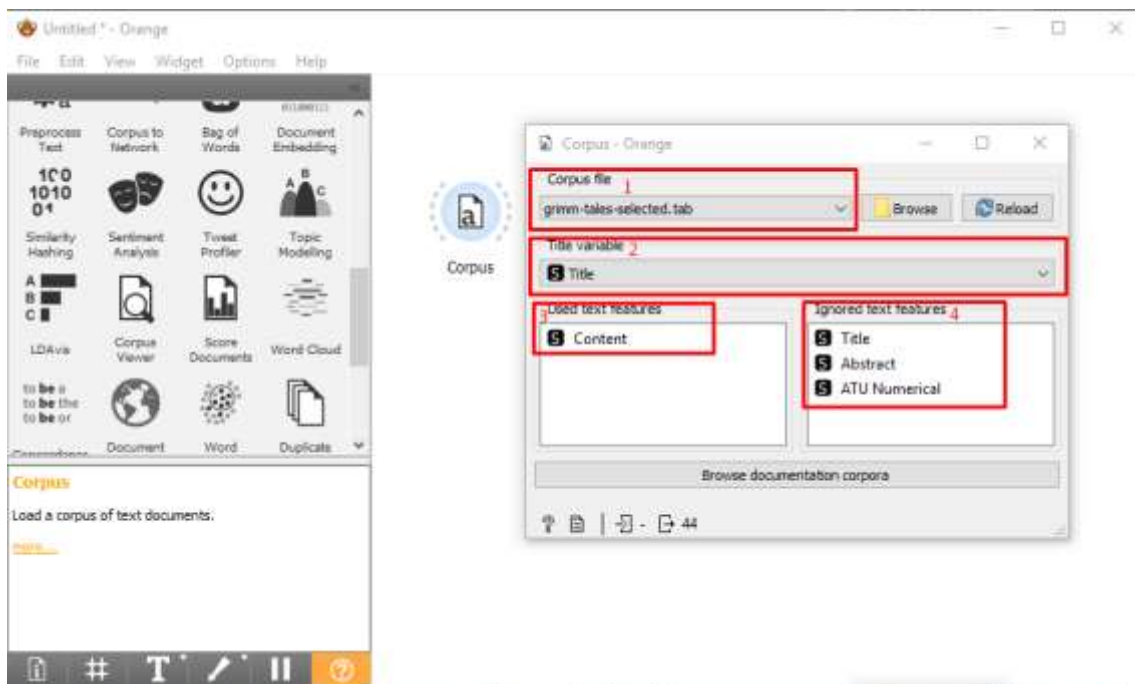 Untitled * - Orange
File Edit View Widget Options Help
Preprocess Text
Corpus to Network
Bag of Words
Document Embedding
Similarity Hashing
Sentiment Analysis
Tweet Profiler
Topic Modeling
LDAvis
Corpus Viewer
Score Documents
Word Cloud
to be a
to be the
to be or
Concordance
Document
Word
Duplicate
Corpus
Load a corpus of text documents.
more...
Corpus
Corpus - Orange
Corpus file
1
grimm-tales-selected.tab
Browse
Reload
Title variable 2
S Title
3 Used text features
S Content
Ignored text features 4
S Title
S Abstract
S ATU Numerical
Browse documentation corpora
44